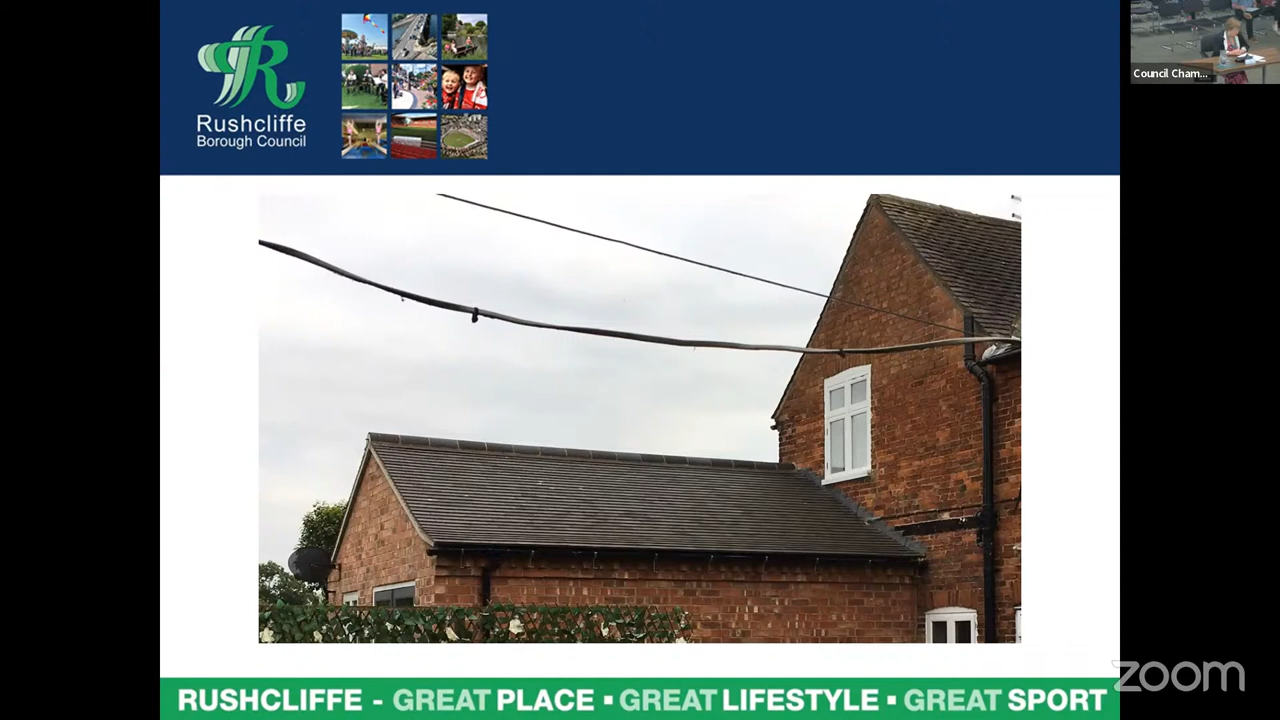 Rushcliffe
Borough Council
Council Cham...
RUSHCLIFFE - GREAT PLACE ▪ GREAT LIFESTYLE ▪ GREAT SPORT
zoom